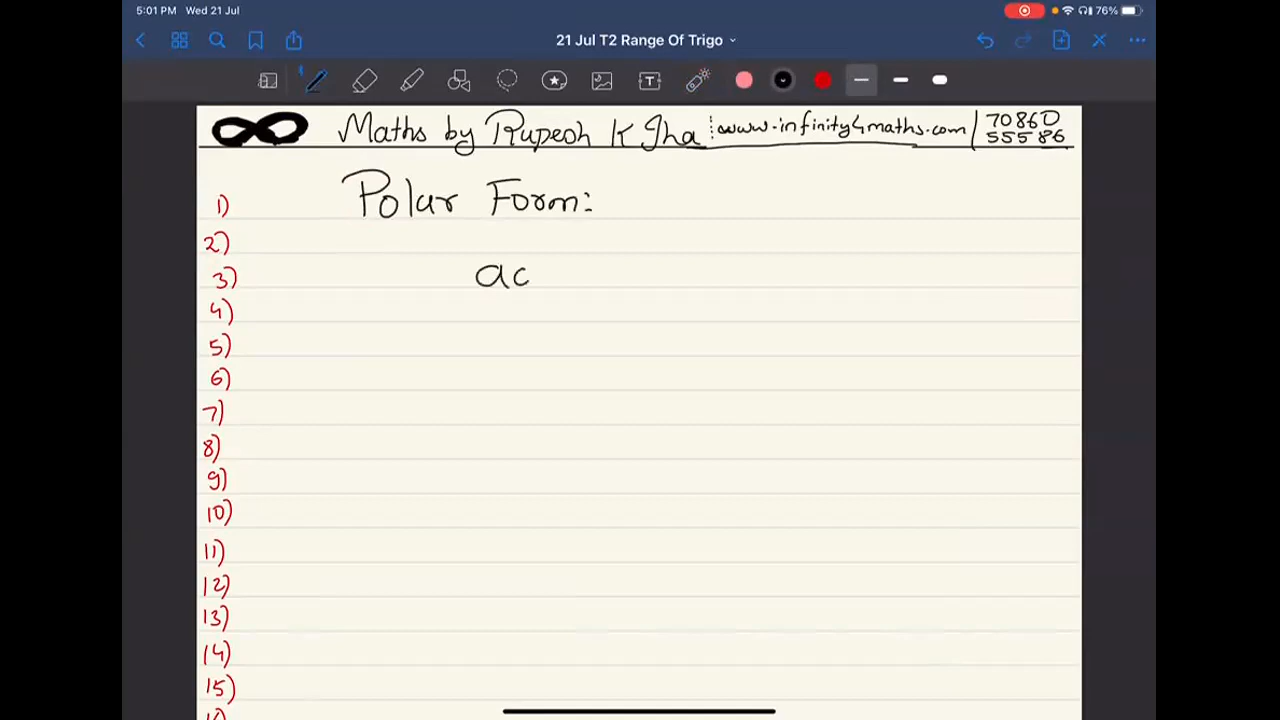 5:01 PM Wed 21 Jul 76%
21 Jul T2 Range Of Trigo
Maths by Rupesh K Jha www.infinity4maths.com 70860
55586
1) Polar Form:
2)
3) ac
4)
5)
6)
7)
8)
9)
10)
11)
12)
13)
14)
15)